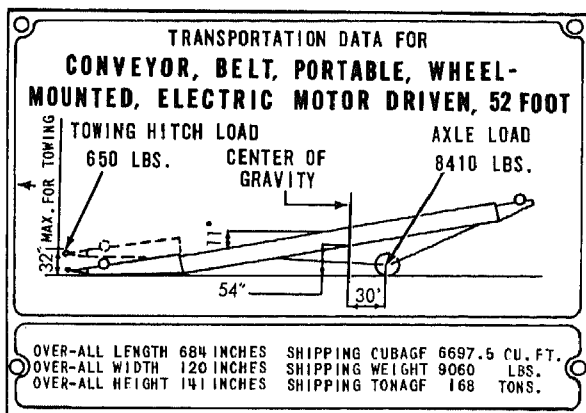 TRANSPORTATION DATA FOR
CONVEYOR, BELT, PORTABLE, WHEEL-
MOUNTED, ELECTRIC MOTOR DRIVEN, 52 FOOT
TOWING HITCH LOAD
650 LBS.
CENTER OF
GRAVITY
AXLE LOAD
8410 LBS.
32" MAX. FOR TOWING
11°
54"
30'
OVER-ALL LENGTH 684 INCHES SHIPPING CUBAGF 6697.5 CU.FT.
OVER-ALL WIDTH 120 INCHES SHIPPING WEIGHT 9060 LBS.
OVER-ALL HEIGHT 141 INCHES SHIPPING TONAGF 168 TONS.